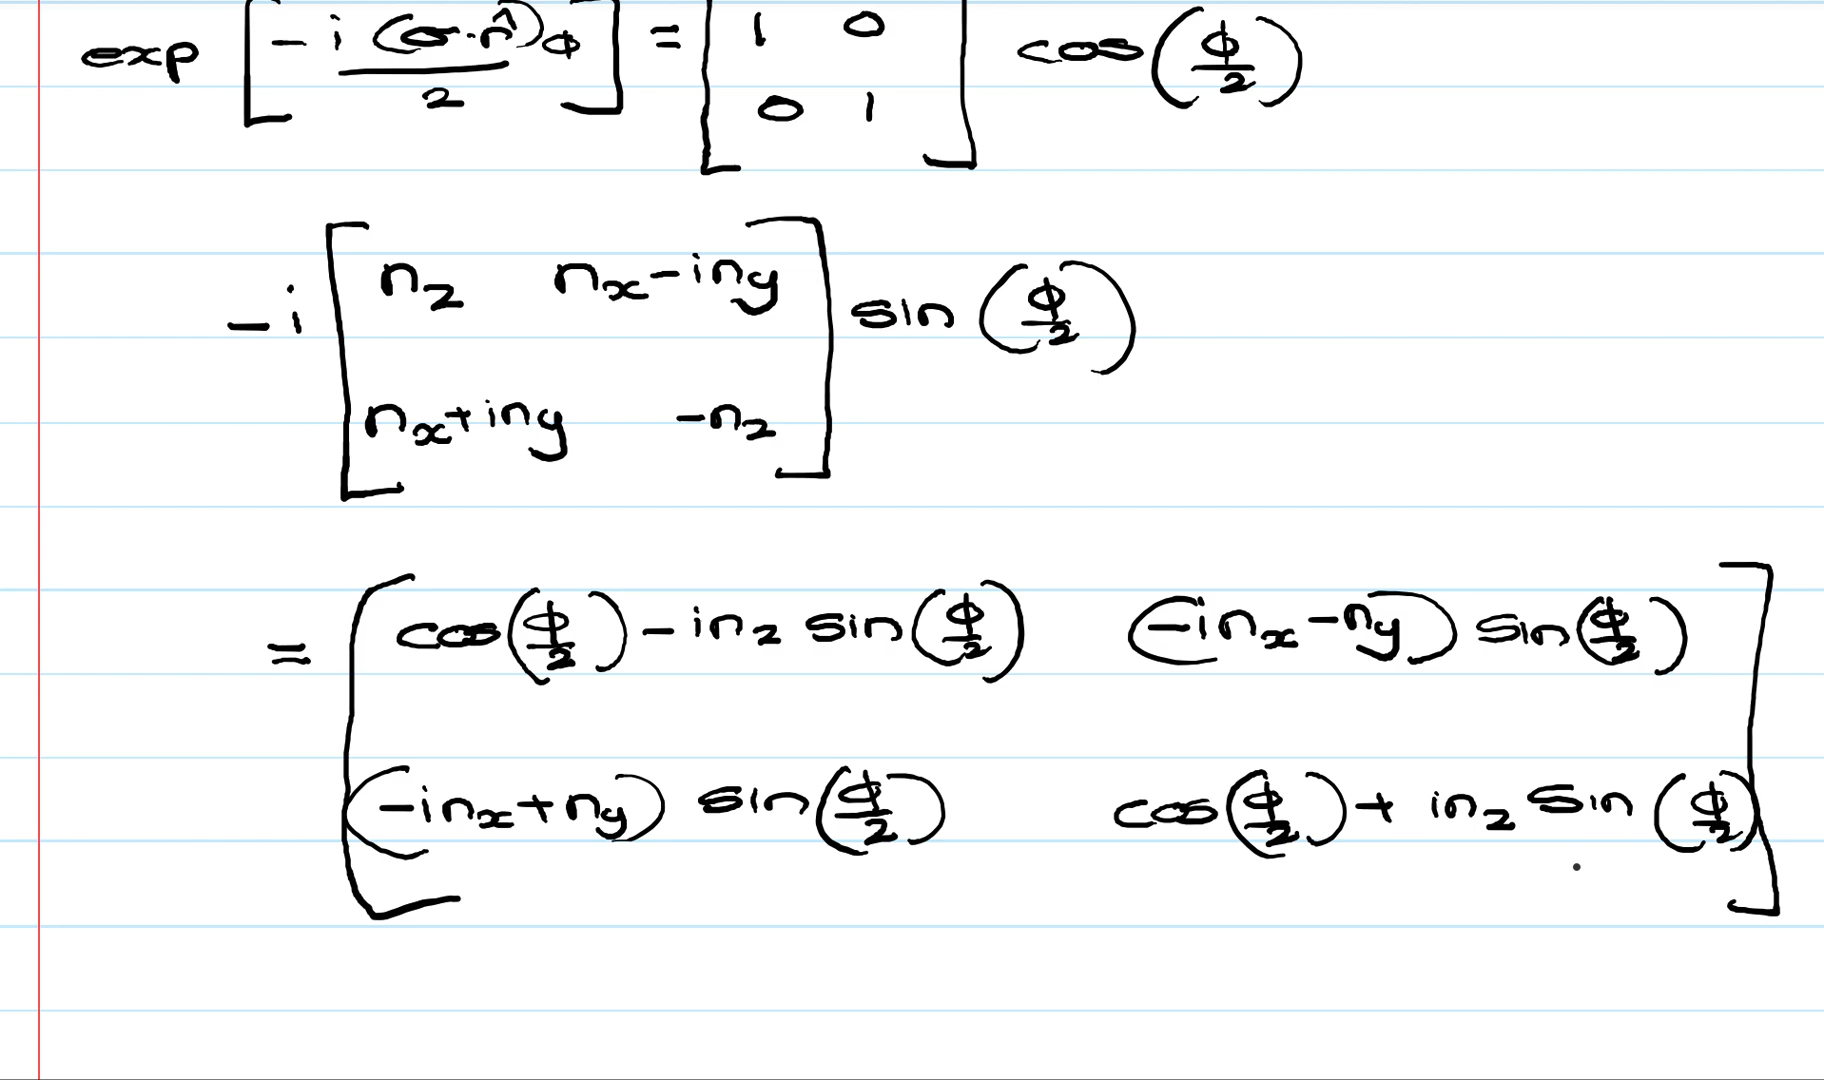 exp [ -i (σ·n̂)ϕ / 2 ] = [ 1 0 ; 0 1 ] cos(ϕ/2)
-i [ n_z n_x-in_y ; n_x+in_y -n_z ] sin(ϕ/2)
= [ cos(ϕ/2) - in_z sin(ϕ/2) (-in_x-n_y) sin(ϕ/2)
(-in_x+n_y) sin(ϕ/2) cos(ϕ/2) + in_z sin(ϕ/2) ]